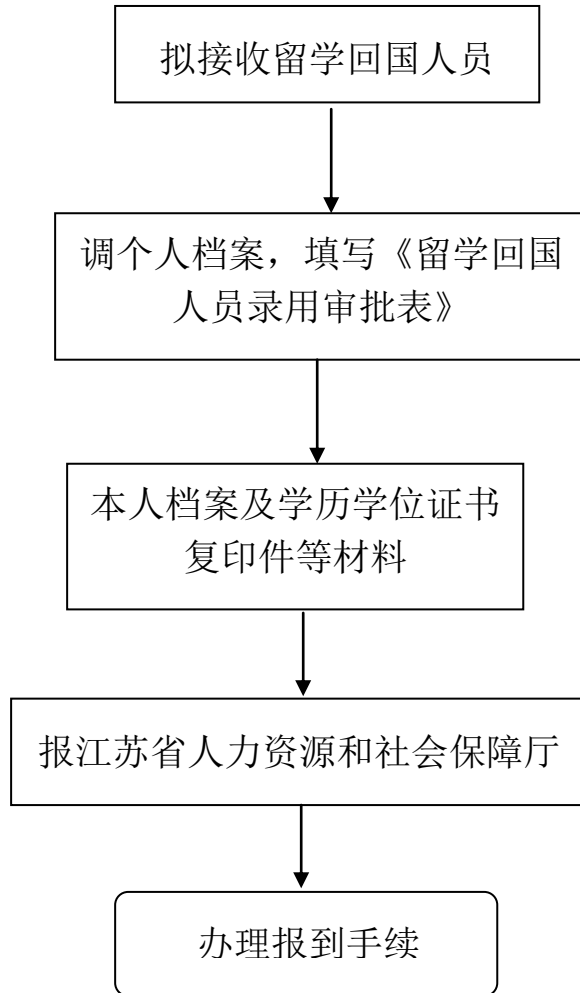 拟接收留学回国人员
调个人档案，填写《留学回国
人员录用审批表》
本人档案及学历学位证书
复印件等材料
报江苏省人力资源和社会保障厅
办理报到手续